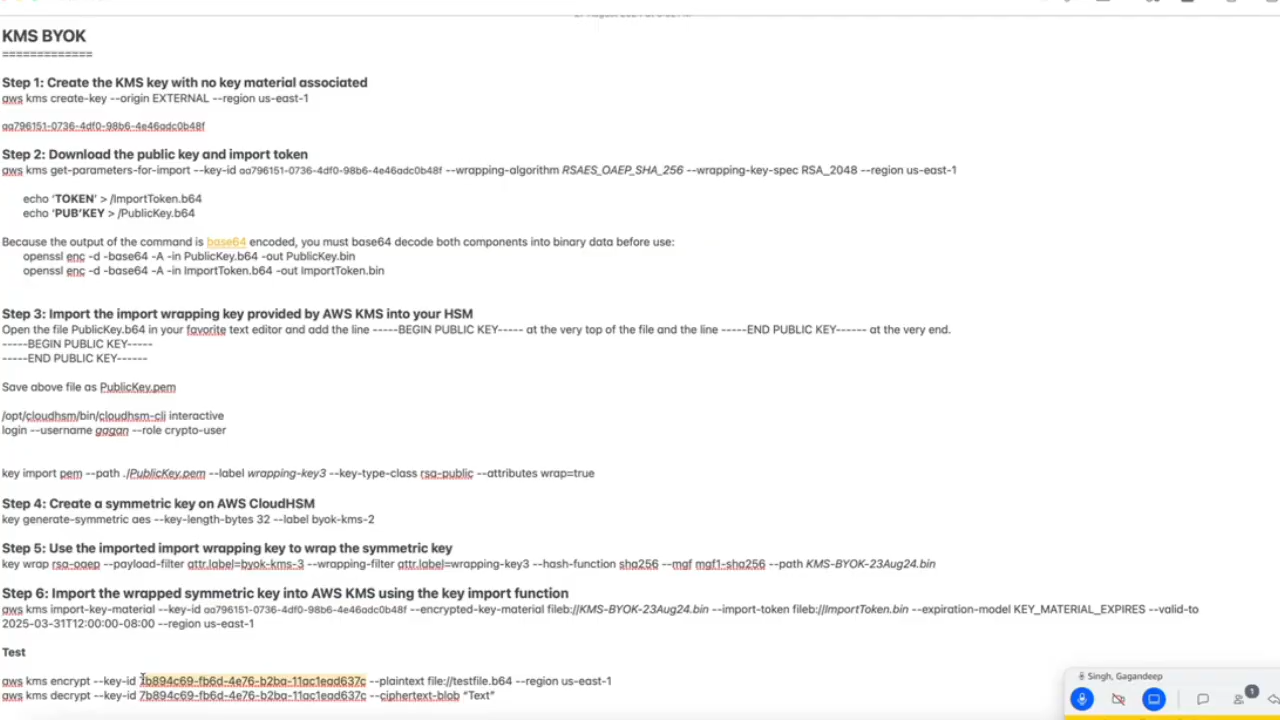 KMS BYOK
=============
Step 1: Create the KMS key with no key material associated
aws kms create-key --origin EXTERNAL --region us-east-1
aa796151-0736-4df0-98b6-4e46adc0b48f
Step 2: Download the public key and import token
aws kms get-parameters-for-import --key-id aa796151-0736-4df0-98b6-4e46adc0b48f --wrapping-algorithm RSAES_OAEP_SHA_256 --wrapping-key-spec RSA_2048 --region us-east-1
echo ‘TOKEN’ > /ImportToken.b64
echo ‘PUB’KEY > /PublicKey.b64
Because the output of the command is base64 encoded, you must base64 decode both components into binary data before use:
openssl enc -d -base64 -A -in PublicKey.b64 -out PublicKey.bin
openssl enc -d -base64 -A -in ImportToken.b64 -out ImportToken.bin
Step 3: Import the import wrapping key provided by AWS KMS into your HSM
Open the file PublicKey.b64 in your favorite text editor and add the line -----BEGIN PUBLIC KEY----- at the very top of the file and the line -----END PUBLIC KEY------ at the very end.
-----BEGIN PUBLIC KEY-----
-----END PUBLIC KEY------
Save above file as PublicKey.pem
/opt/cloudhsm/bin/cloudhsm-cli interactive
login --username gagan --role crypto-user
key import pem --path ./PublicKey.pem --label wrapping-key3 --key-type-class rsa-public --attributes wrap=true
Step 4: Create a symmetric key on AWS CloudHSM
key generate-symmetric aes --key-length-bytes 32 --label byok-kms-2
Step 5: Use the imported import wrapping key to wrap the symmetric key
key wrap rsa-oaep --payload-filter attr.label=byok-kms-3 --wrapping-filter attr.label=wrapping-key3 --hash-function sha256 --mgf mgf1-sha256 --path KMS-BYOK-23Aug24.bin
Step 6: Import the wrapped symmetric key into AWS KMS using the key import function
aws kms import-key-material --key-id aa796151-0736-4df0-98b6-4e46adc0b48f --encrypted-key-material fileb://KMS-BYOK-23Aug24.bin --import-token fileb://ImportToken.bin --expiration-model KEY_MATERIAL_EXPIRES --valid-to
2025-03-31T12:00:00-08:00 --region us-east-1
Test
aws kms encrypt --key-id 7b894c69-fb6d-4e76-b2ba-11ac1ead637c --plaintext file://testfile.b64 --region us-east-1
aws kms decrypt --key-id 7b894c69-fb6d-4e76-b2ba-11ac1ead637c --ciphertext-blob “Text”
Singh, Gagandeep
1